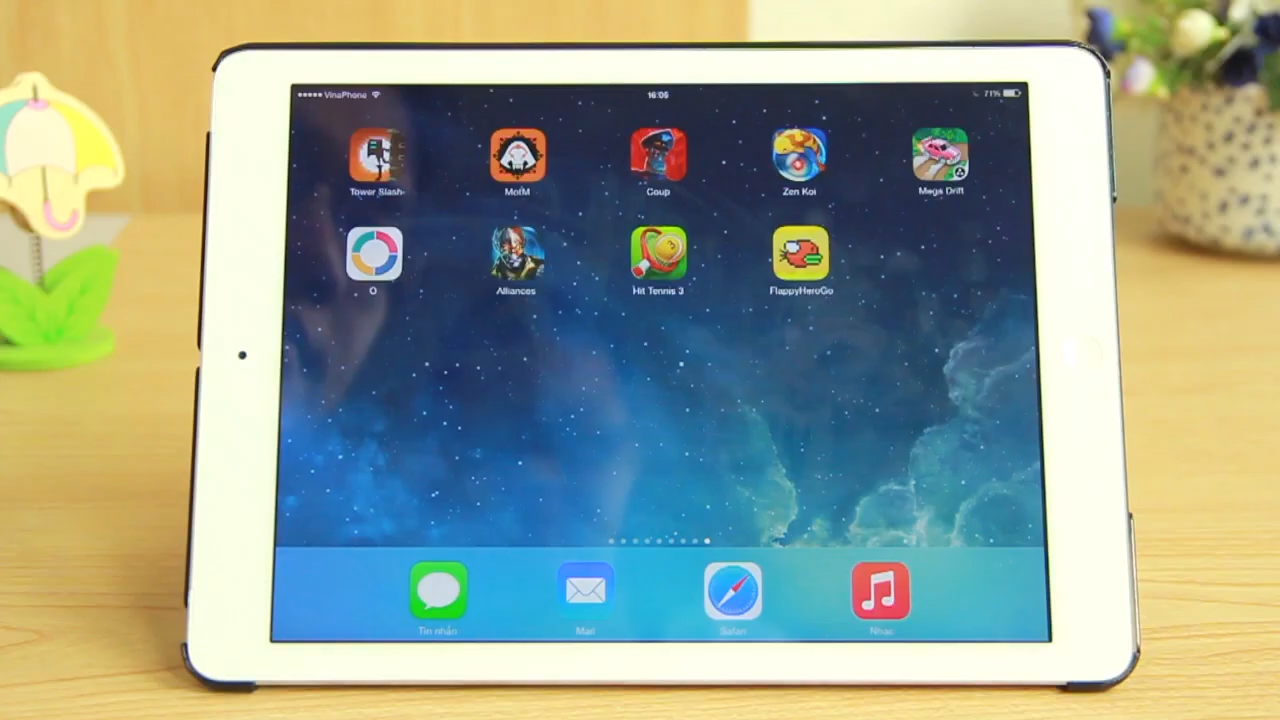 VinaPhone
16:05
71%
Tower Slash-
MofM
Coup
Zen Koi
Mega Drift
O
Alliances
Hit Tennis 3
FlappyHeroGo
Tin nhắn
Mail
Safari
Nhạc